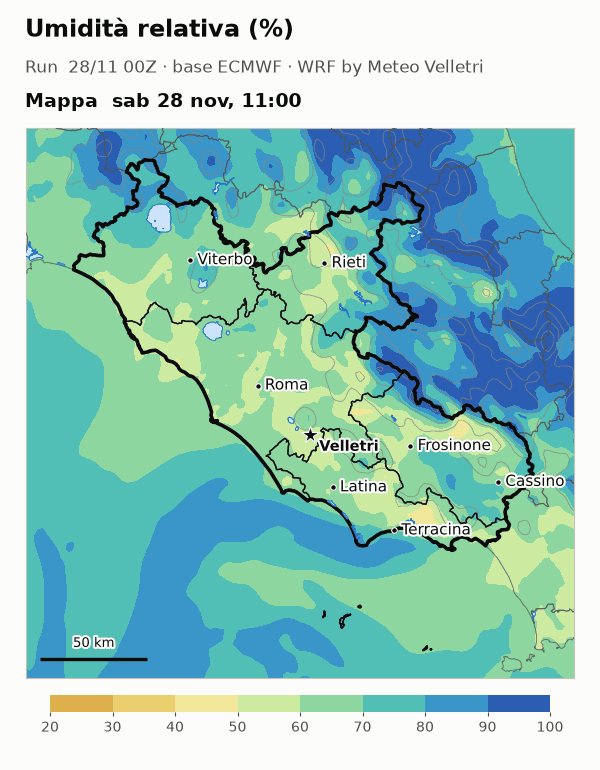 Umidità relativa (%)
Run  28/11 00Z · base ECMWF · WRF by Meteo Velletri
Mappa  sab 28 nov, 11:00
Viterbo
Rieti
Roma
Velletri
Frosinone
Cassino
Latina
Terracina
50 km
20 30 40 50 60 70 80 90 100